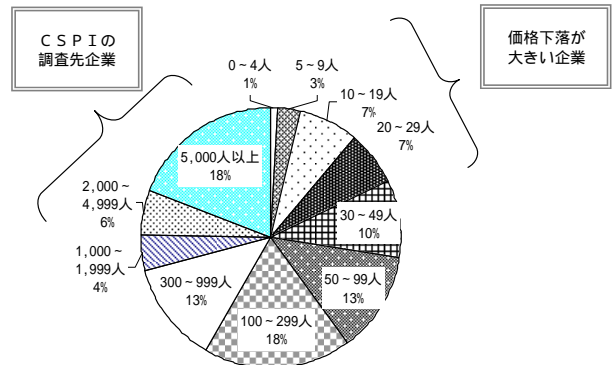 ＣＳＰＩの
調査先企業
価格下落が
大きい企業
0～4人
1%
5～9人
3%
10～19人
7%
20～29人
7%
30～49人
10%
50～99人
13%
100～299人
18%
300～999人
13%
1,000～
1,999人
4%
2,000～
4,999人
6%
5,000人以上
18%